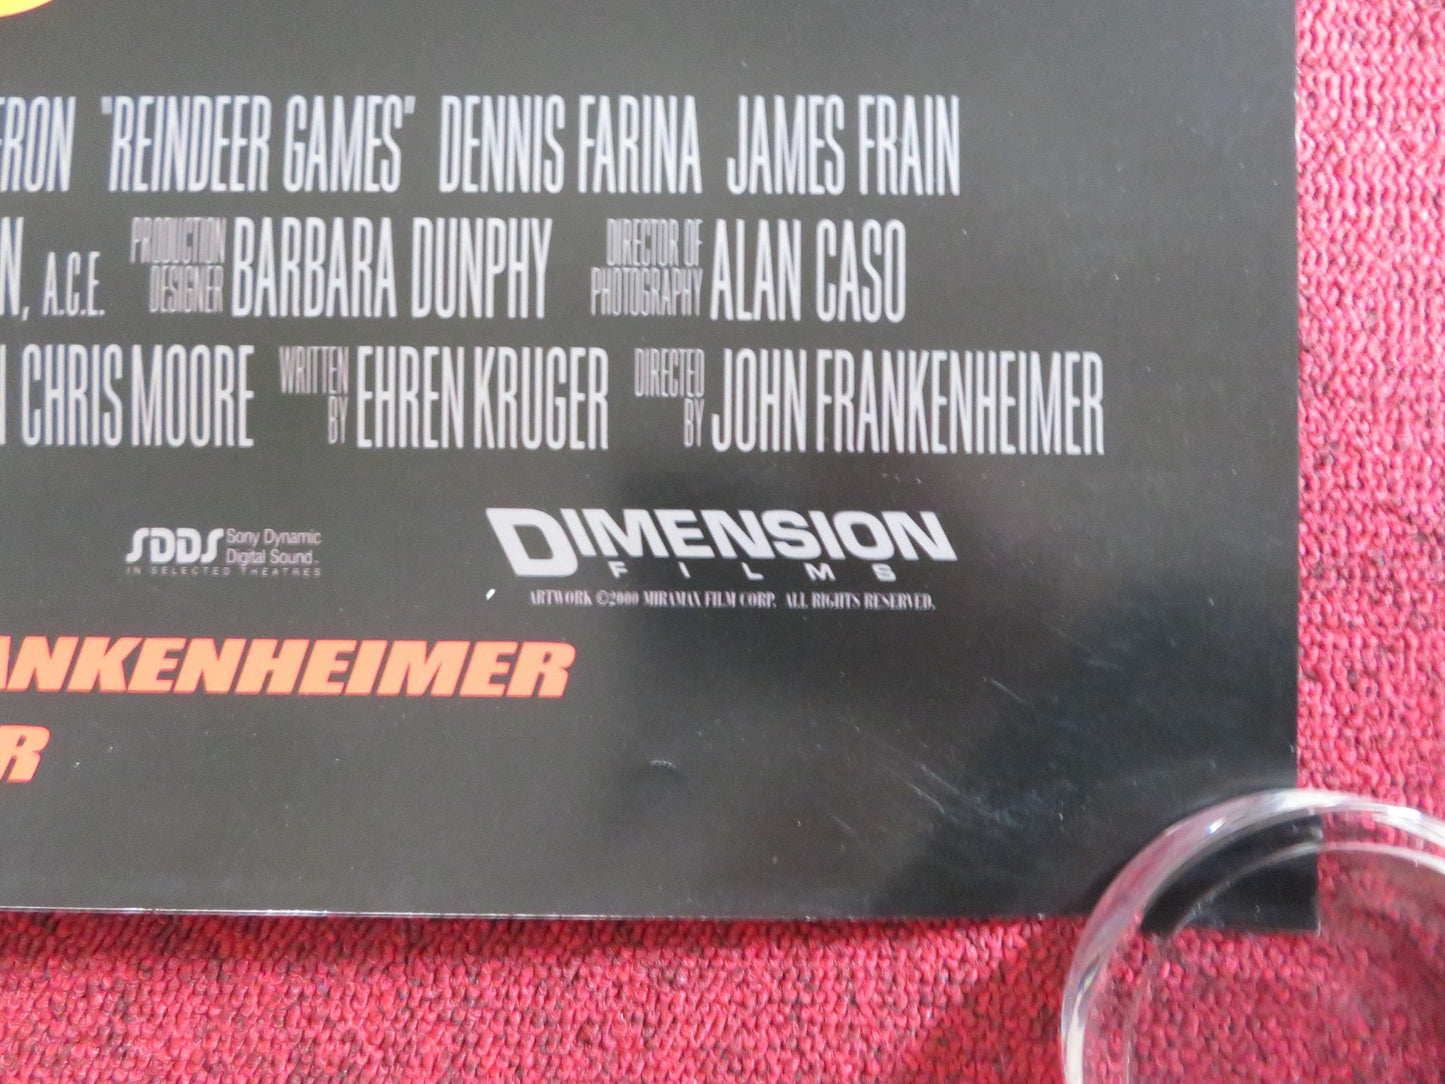 ERON "REINDEER GAMES" DENNIS FARINA JAMES FRAIN
N, A.C.E. PRODUCTION DESIGNER BARBARA DUNPHY DIRECTOR OF PHOTOGRAPHY ALAN CASO
N CHRIS MOORE WRITTEN BY EHREN KRUGER DIRECTED BY JOHN FRANKENHEIMER
SDDS Sony Dynamic Digital Sound™
IN SELECTED THEATRES
DIMENSION
FILMS
ARTWORK ©2000 MIRAMAX FILM CORP. ALL RIGHTS RESERVED.
ANKENHEIMER
R